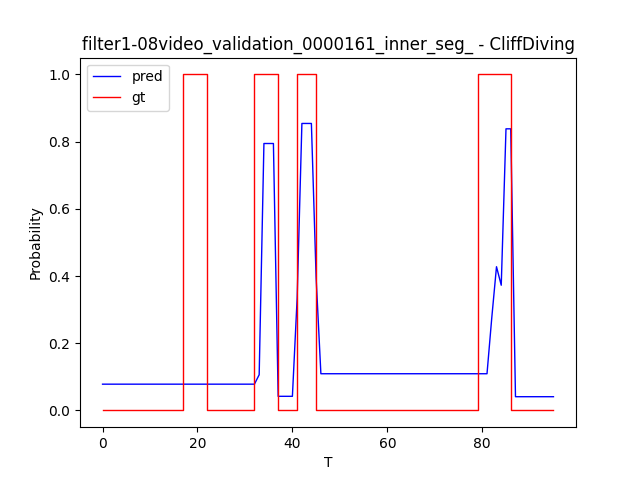 filter1-08video_validation_0000161_inner_seg_ - CliffDiving
pred
gt
1.0
0.8
0.6
0.4
0.2
0.0
Probability
0
20
40
60
80
T